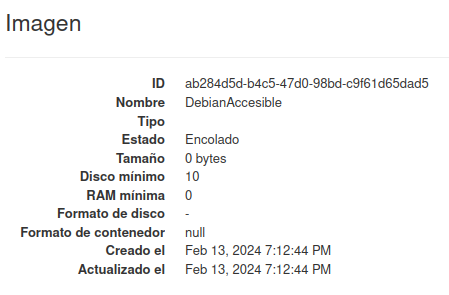 Imagen
ID ab284d5d-b4c5-47d0-98bd-c9f61d65dad5
Nombre DebianAccesible
Tipo
Estado Encolado
Tamaño 0 bytes
Disco mínimo 10
RAM mínima 0
Formato de disco -
Formato de contenedor null
Creado el Feb 13, 2024 7:12:44 PM
Actualizado el Feb 13, 2024 7:12:44 PM